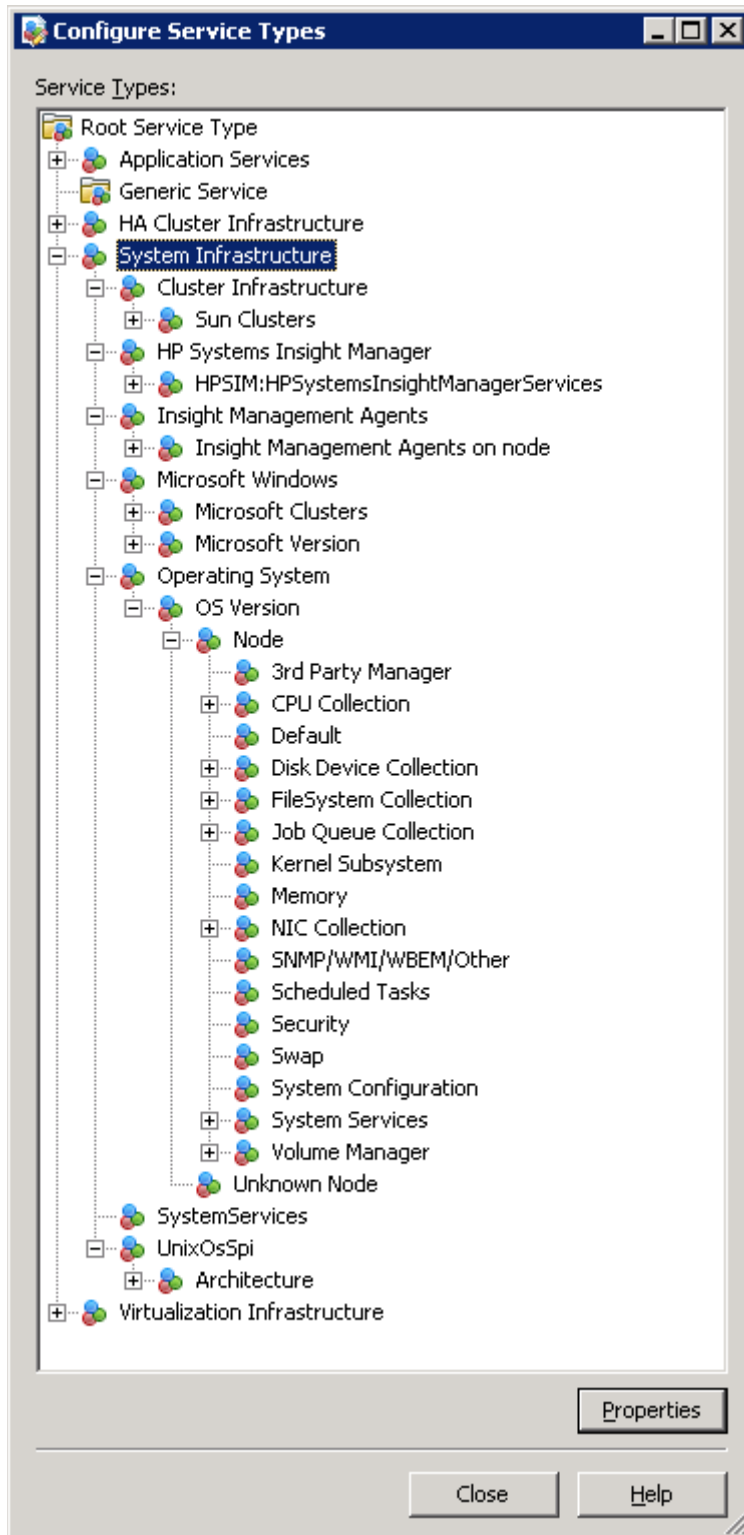 Configure Service Types
Service Types:
Root Service Type
Application Services
Generic Service
HA Cluster Infrastructure
System Infrastructure
Cluster Infrastructure
Sun Clusters
HP Systems Insight Manager
HPSIM:HPSystemsInsightManagerServices
Insight Management Agents
Insight Management Agents on node
Microsoft Windows
Microsoft Clusters
Microsoft Version
Operating System
OS Version
Node
3rd Party Manager
CPU Collection
Default
Disk Device Collection
FileSystem Collection
Job Queue Collection
Kernel Subsystem
Memory
NIC Collection
SNMP/WMI/WBEM/Other
Scheduled Tasks
Security
Swap
System Configuration
System Services
Volume Manager
Unknown Node
SystemServices
UnixOsSpi
Architecture
Virtualization Infrastructure
Properties
Close Help